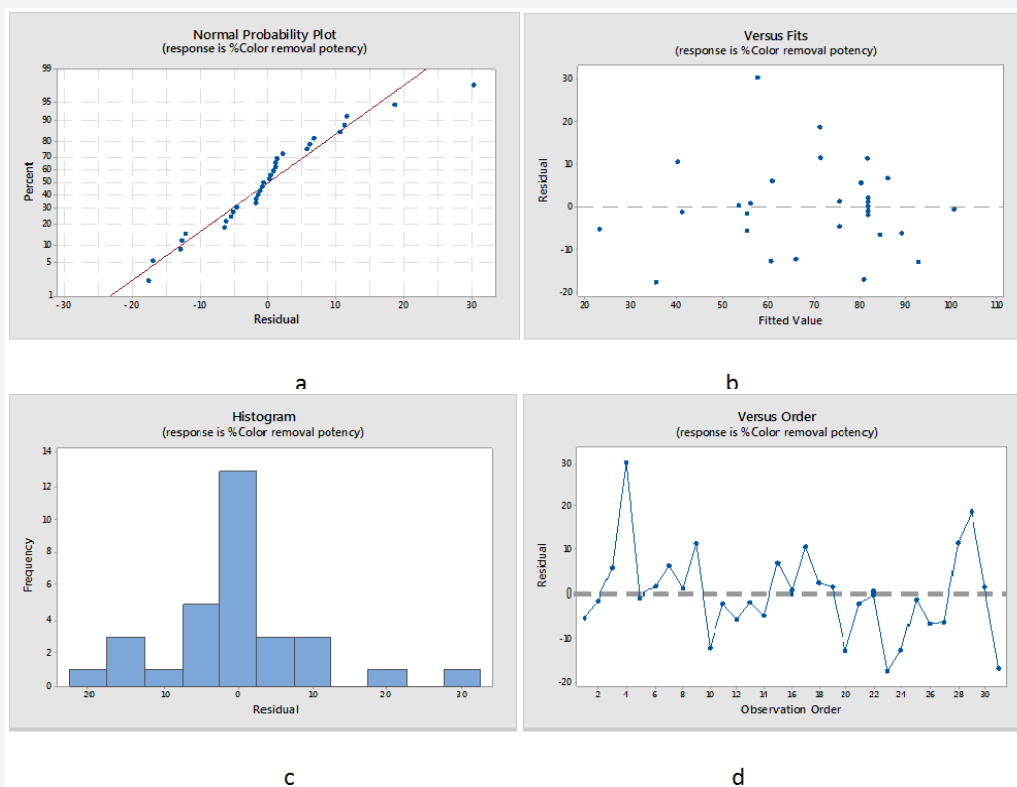 Normal Probability Plot
(response is %Color removal potency)
99
95
90
80
70
60
50
40
30
20
10
5
1
Percent
-30 -20 -10 0 10 20 30
Residual
a
Versus Fits
(response is %Color removal potency)
30
20
10
0
-10
-20
Residual
20 30 40 50 60 70 80 90 100 110
Fitted Value
b
Histogram
(response is %Color removal potency)
14
12
10
8
6
4
2
0
Frequency
20 10 0 10 20 30
Residual
c
Versus Order
(response is %Color removal potency)
30
20
10
0
-10
-20
Residual
2 4 6 8 10 12 14 16 18 20 22 24 26 28 30
Observation Order
d